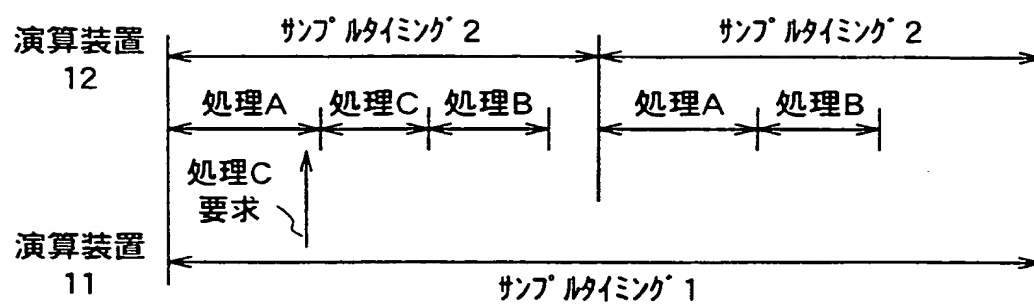 演算装置
12
ｻﾝﾌﾟﾙﾀｲﾐﾝｸﾞ2
ｻﾝﾌﾟﾙﾀｲﾐﾝｸﾞ2
処理A
処理C
処理B
処理A
処理B
処理C
要求
演算装置
11
ｻﾝﾌﾟﾙﾀｲﾐﾝｸﾞ1